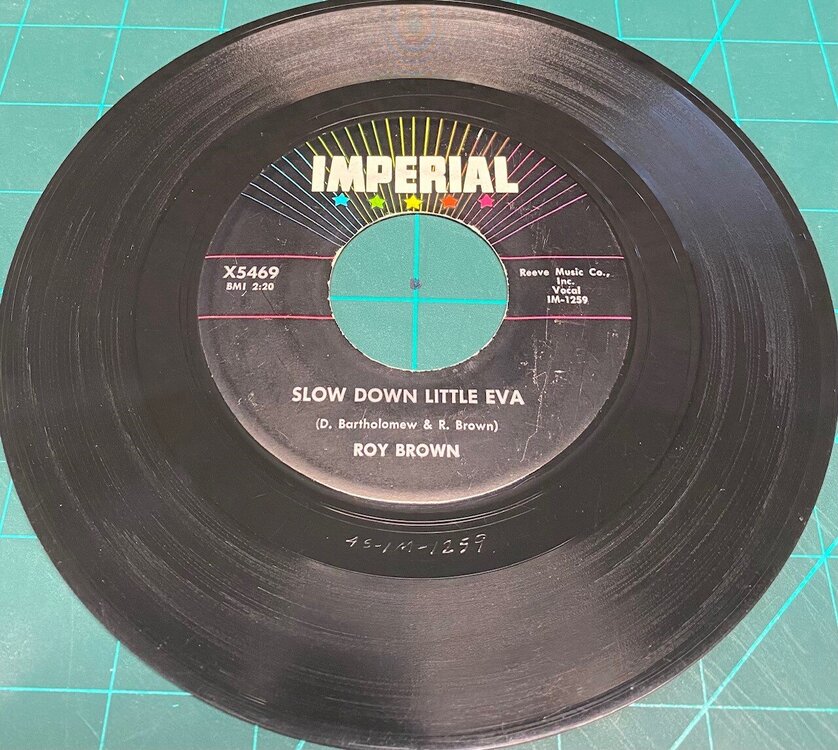 IMPERIAL
X5469
BMI 2:20
Reeve Music Co.,
Inc.
Vocal
IM-1259
SLOW DOWN LITTLE EVA
(D. Bartholomew & R. Brown)
ROY BROWN
45-IM-1259